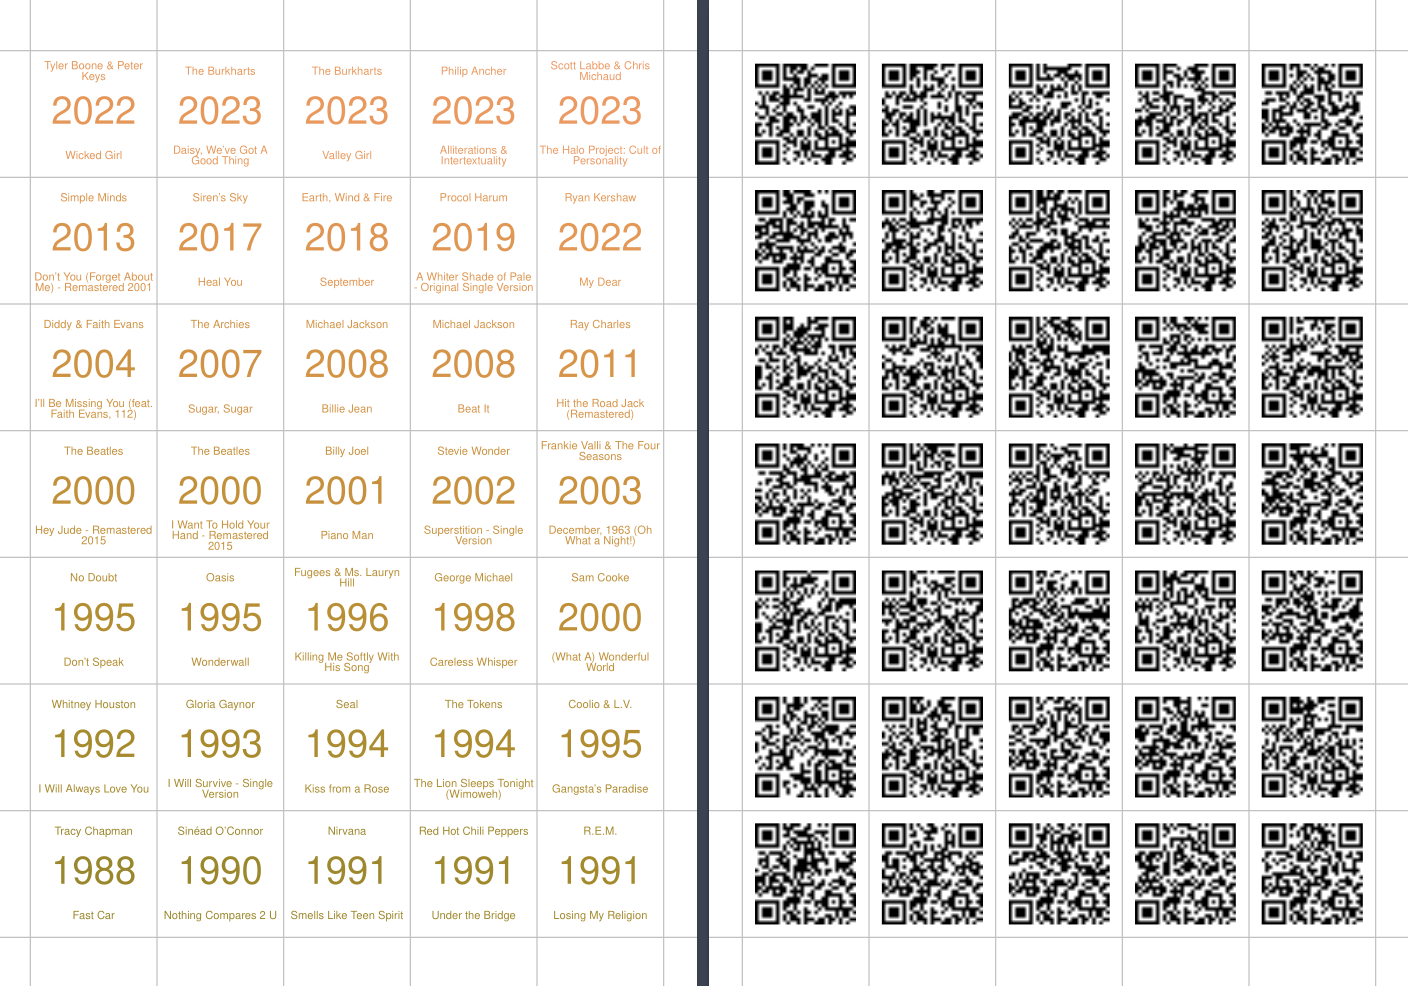 Tyler Boone & Peter
Keys
2022
Wicked Girl
The Burkharts
2023
Daisy, We've Got A
Good Thing
The Burkharts
2023
Valley Girl
Philip Ancher
2023
Alliterations &
Intertextuality
Scott Labbe & Chris
Michaud
2023
The Halo Project: Cult of
Personality
Simple Minds
2013
Don't You (Forget About
Me) - Remastered 2001
Siren's Sky
2017
Heal You
Earth, Wind & Fire
2018
September
Procol Harum
2019
A Whiter Shade of Pale
- Original Single Version
Ryan Kershaw
2022
My Dear
Diddy & Faith Evans
2004
I'll Be Missing You (feat.
Faith Evans, 112)
The Archies
2007
Sugar, Sugar
Michael Jackson
2008
Billie Jean
Michael Jackson
2008
Beat It
Ray Charles
2011
Hit the Road Jack
(Remastered)
The Beatles
2000
Hey Jude - Remastered
2015
The Beatles
2000
I Want To Hold Your
Hand - Remastered
2015
Billy Joel
2001
Piano Man
Stevie Wonder
2002
Superstition - Single
Version
Frankie Valli & The Four
Seasons
2003
December, 1963 (Oh
What a Night!)
No Doubt
1995
Don't Speak
Oasis
1995
Wonderwall
Fugees & Ms. Lauryn
Hill
1996
Killing Me Softly With
His Song
George Michael
1998
Careless Whisper
Sam Cooke
2000
(What A) Wonderful
World
Whitney Houston
1992
I Will Always Love You
Gloria Gaynor
1993
I Will Survive - Single
Version
Seal
1994
Kiss from a Rose
The Tokens
1994
The Lion Sleeps Tonight
(Wimoweh)
Coolio & L.V.
1995
Gangsta's Paradise
Tracy Chapman
1988
Fast Car
Sinéad O'Connor
1990
Nothing Compares 2 U
Nirvana
1991
Smells Like Teen Spirit
Red Hot Chili Peppers
1991
Under the Bridge
R.E.M.
1991
Losing My Religion